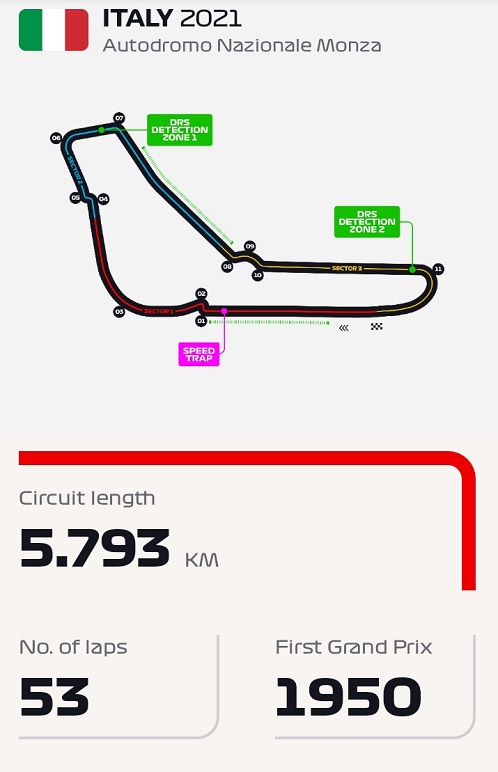 ITALY 2021
Autodromo Nazionale Monza
07
DRS
DETECTION
ZONE 1
06
SECTOR 2
05
04
DRS
DETECTION
ZONE 2
09
08
10
SECTOR 3
11
02
03
SECTOR 1
01
SPEED
TRAP
Circuit length
5.793 KM
No. of laps
53
First Grand Prix
1950